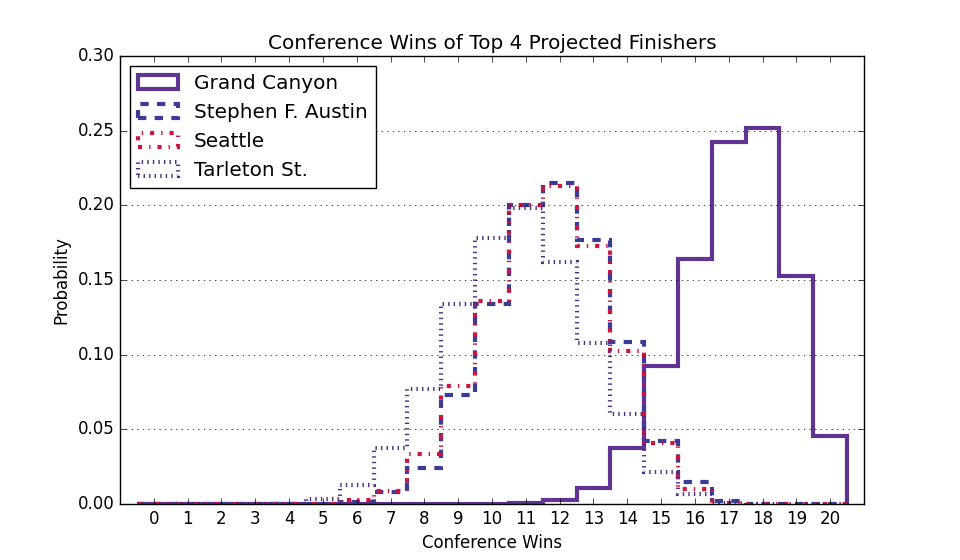 Conference Wins of Top 4 Projected Finishers
0.30
0.25
0.20
0.15
0.10
0.05
0.00
Probability
Grand Canyon
Stephen F. Austin
Seattle
Tarleton St.
0 1 2 3 4 5 6 7 8 9 10 11 12 13 14 15 16 17 18 19 20
Conference Wins